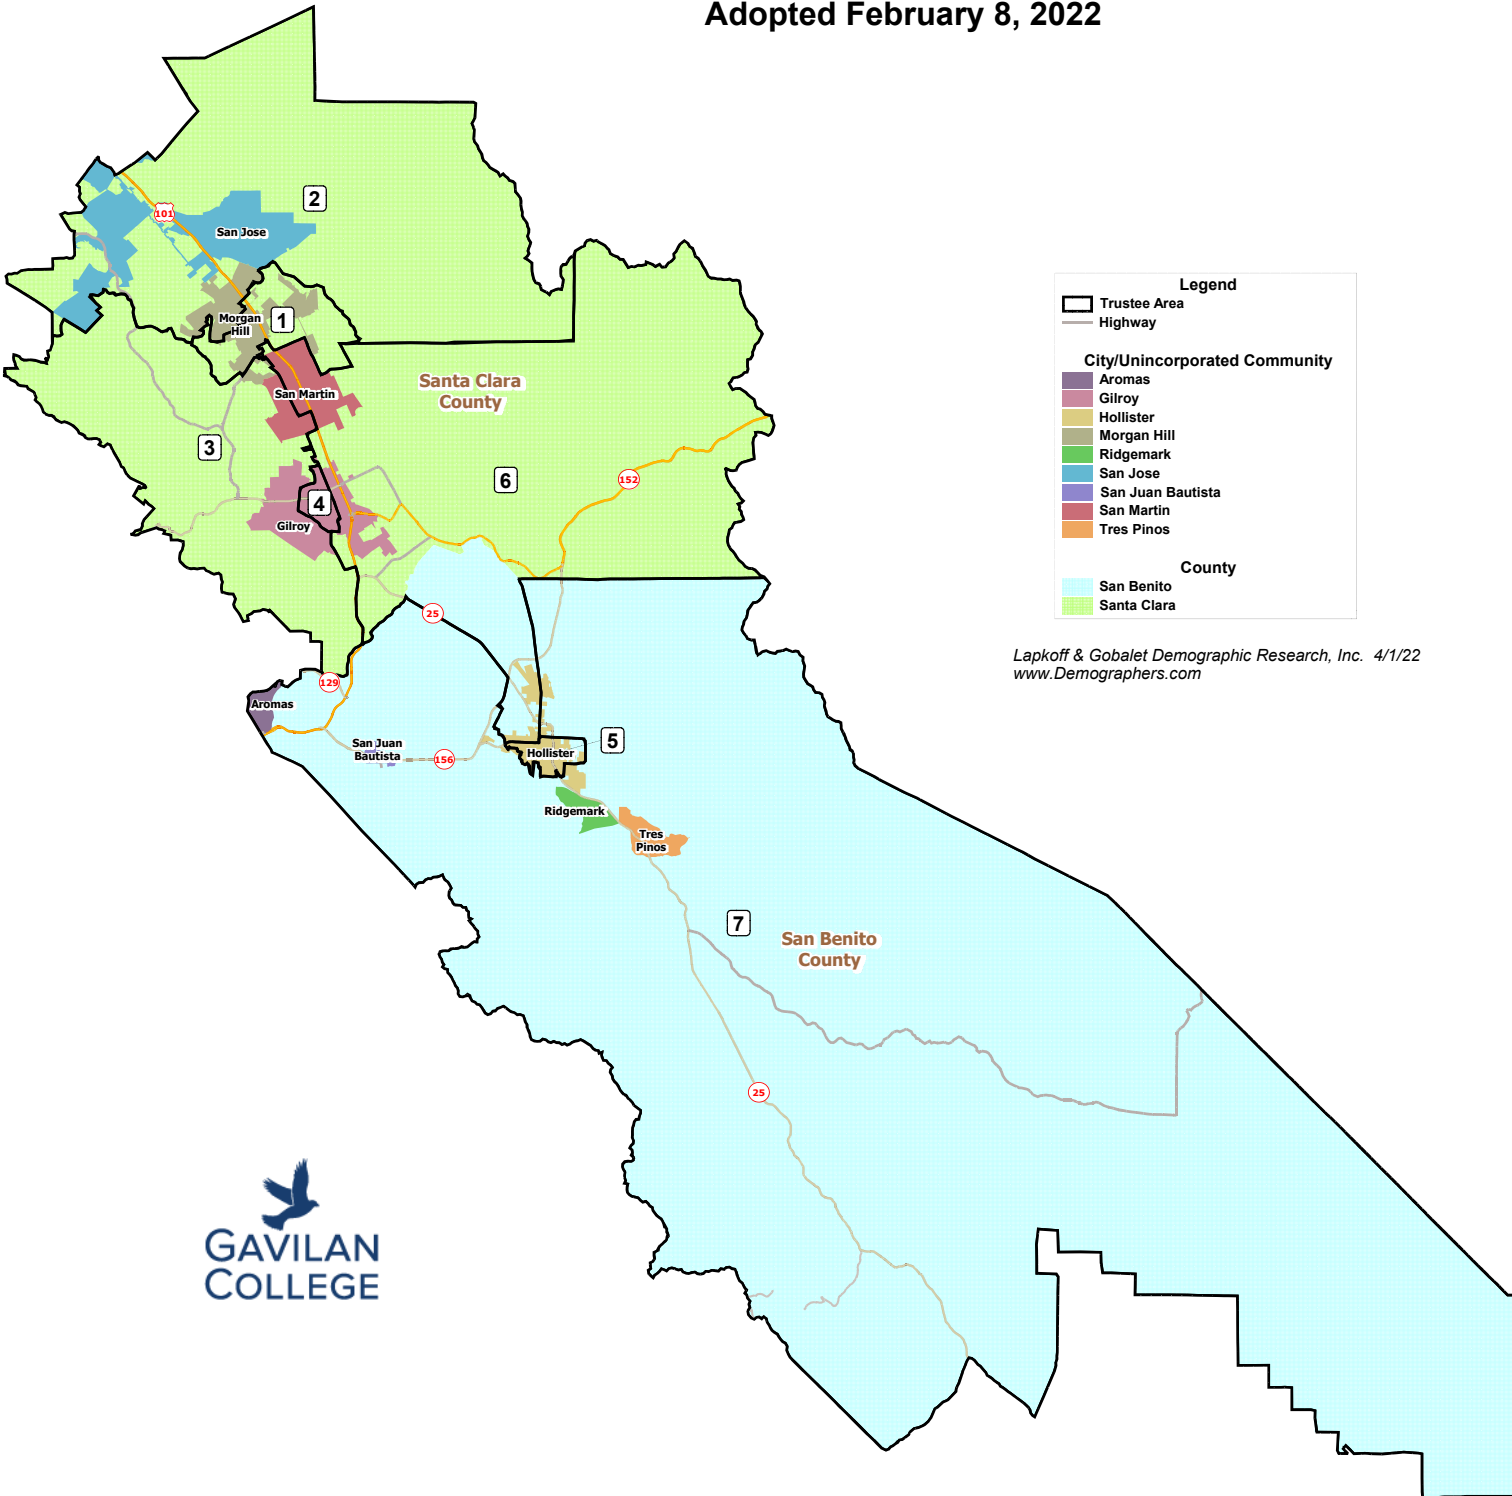 Adopted February 8, 2022
2
101
San Jose
1
Morgan
Hill
San Martin
Santa Clara
County
3
6
152
4
Gilroy
25
129
Aromas
San Juan
Bautista
156
5
Hollister
Ridgemark
Tres
Pinos
7
San Benito
County
25
Legend
Trustee Area
Highway
City/Unincorporated Community
Aromas
Gilroy
Hollister
Morgan Hill
Ridgemark
San Jose
San Juan Bautista
San Martin
Tres Pinos
County
San Benito
Santa Clara
Lapkoff & Gobalet Demographic Research, Inc. 4/1/22
www.Demographers.com
GAVILAN
COLLEGE